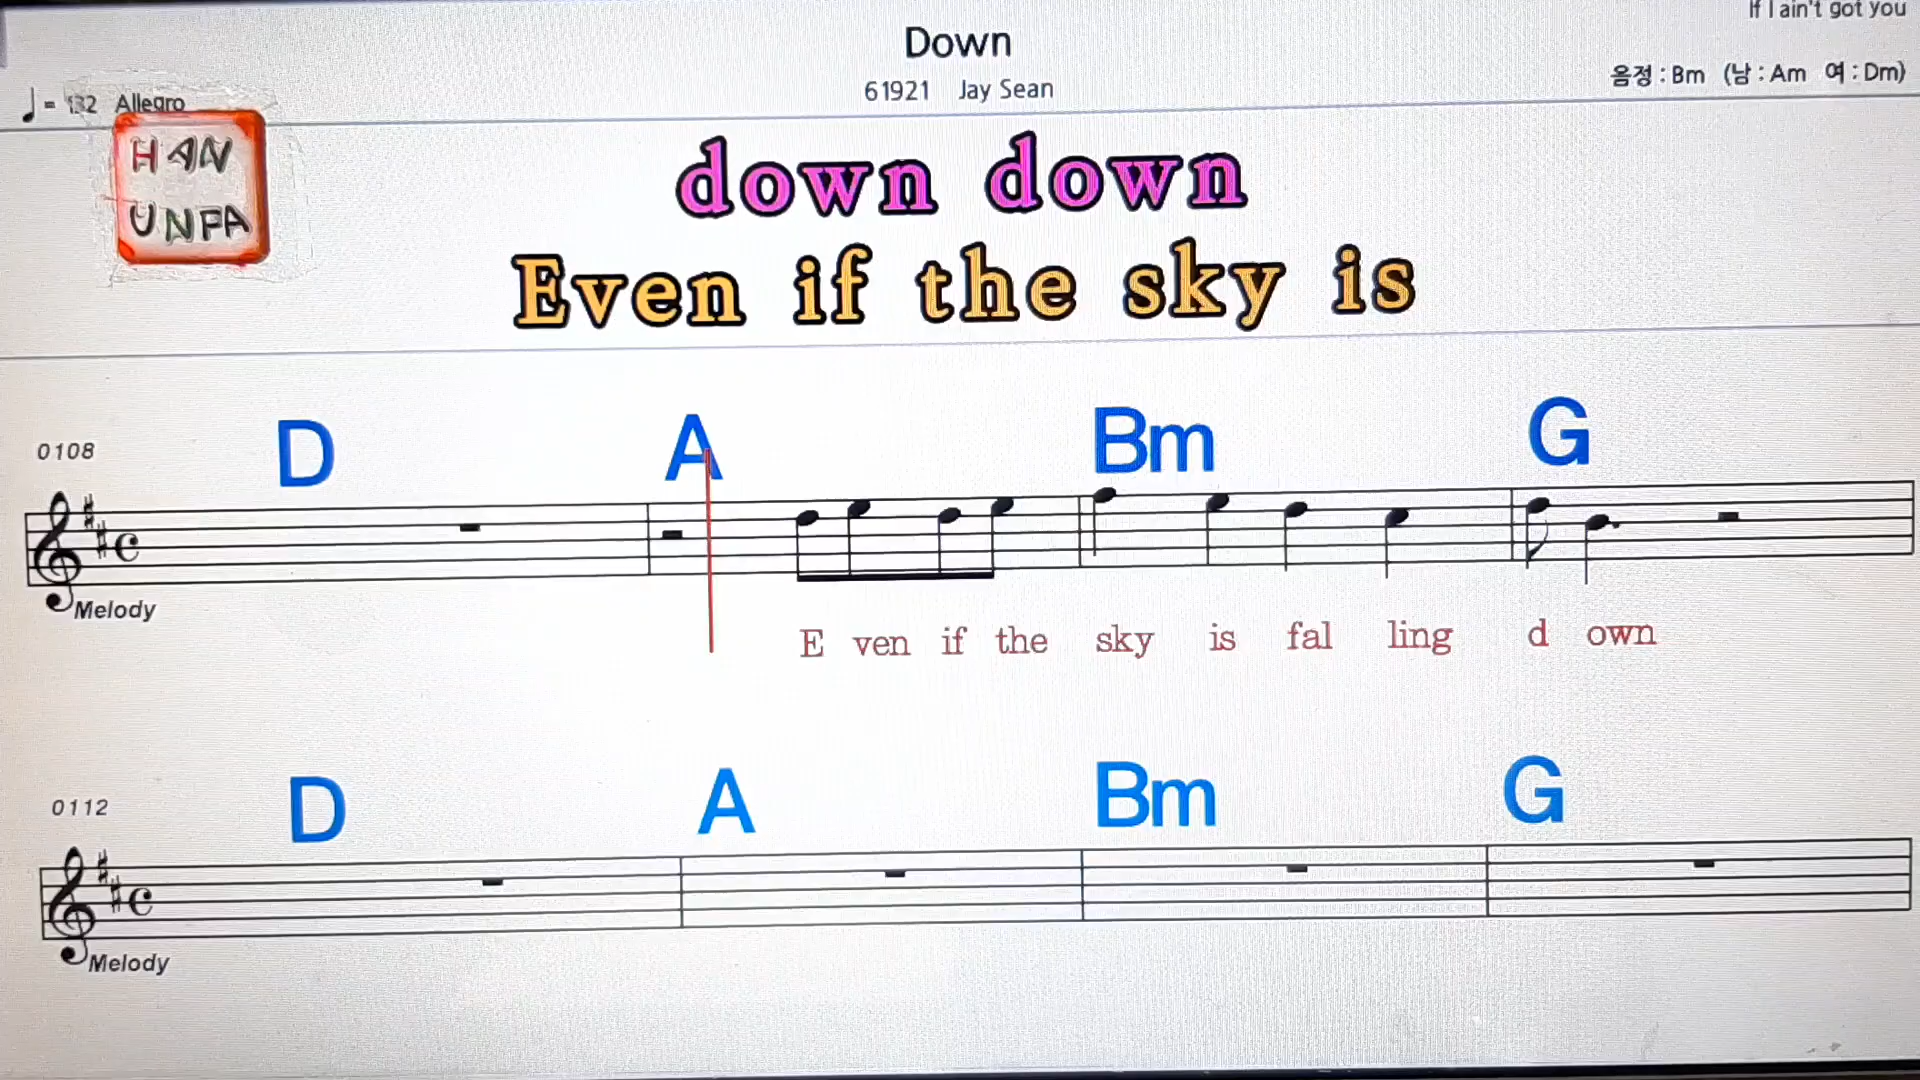 If I ain't got you
Down
61921 Jay Sean
음정 : Bm (남 : Am 여 : Dm)
♩ = 132 Allegro
HAN
UNFA
down down
Even if the sky is
D A Bm G
0108
Melody
E ven if the sky is fal ling d own
D A Bm G
0112
Melody